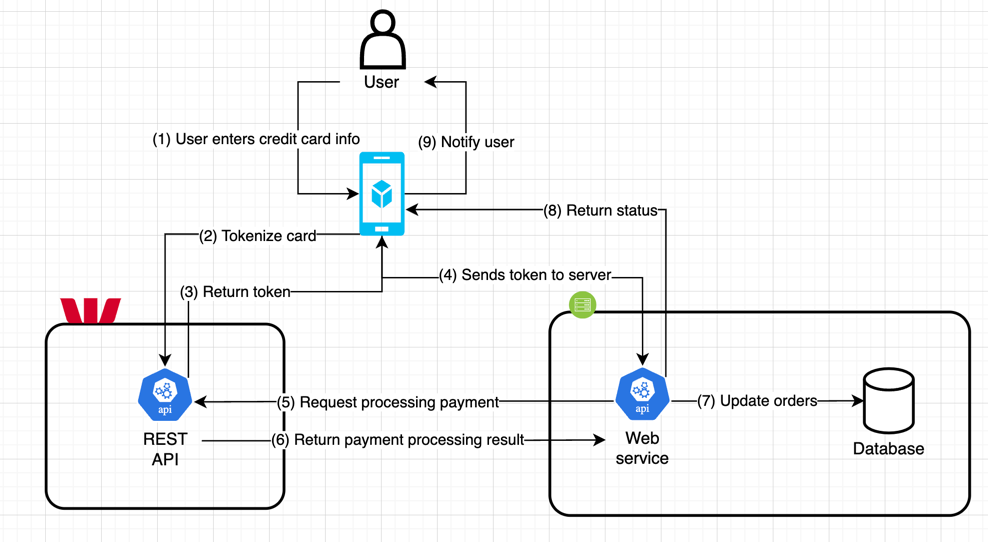 User
(1) User enters credit card info
(9) Notify user
(8) Return status
(2) Tokenize card
(4) Sends token to server
(3) Return token
api
api
(5) Request processing payment
(7) Update orders
(6) Return payment processing result
REST
API
Web
service
Database